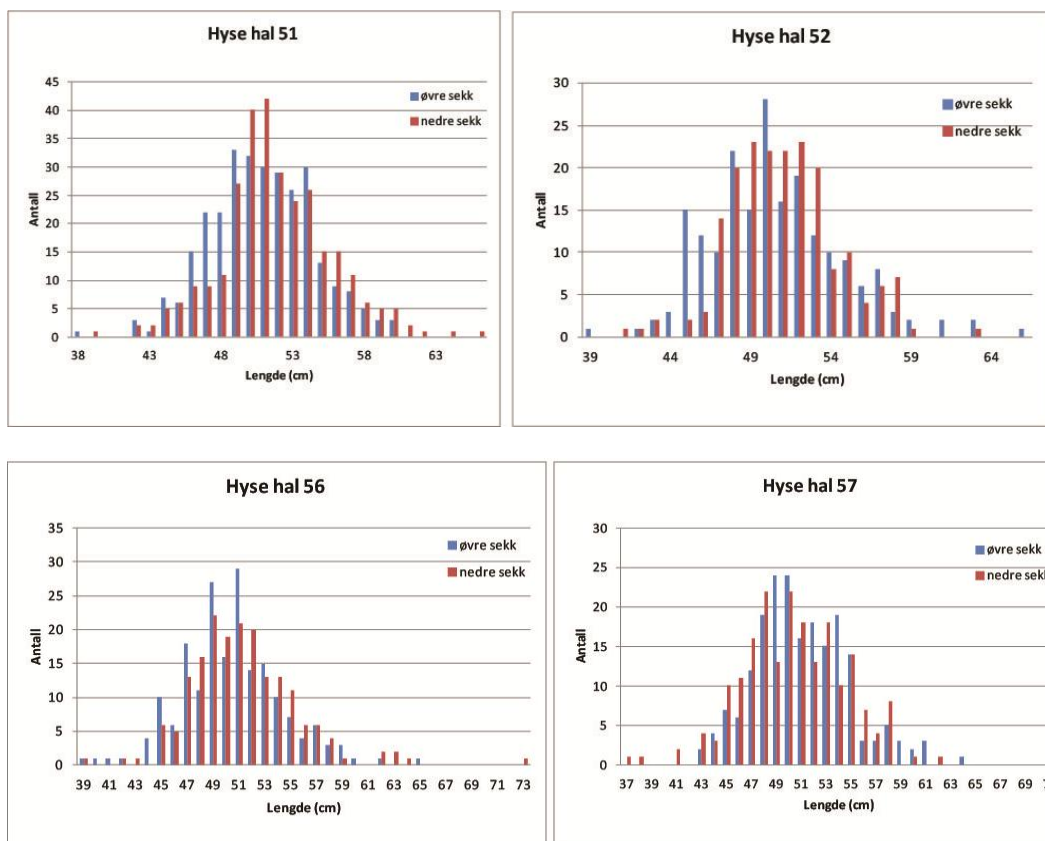 Hyse hal 51
45
40
35
30
25
20
15
10
5
0
Antall
øvre sekk
nedre sekk
38 43 48 53 58 63
Lengde (cm)
Hyse hal 52
30
25
20
15
10
5
0
Antall
øvre sekk
nedre sekk
39 44 49 54 59 64
Lengde (cm)
Hyse hal 56
35
30
25
20
15
10
5
0
Antall
øvre sekk
nedre sekk
39 41 43 45 47 49 51 53 55 57 59 61 63 65 67 69 71 73
Lengde (cm)
Hyse hal 57
30
25
20
15
10
5
0
Antall
øvre sekk
nedre sekk
37 39 41 43 45 47 49 51 53 55 57 59 61 63 65 67 69
Lengde (cm)